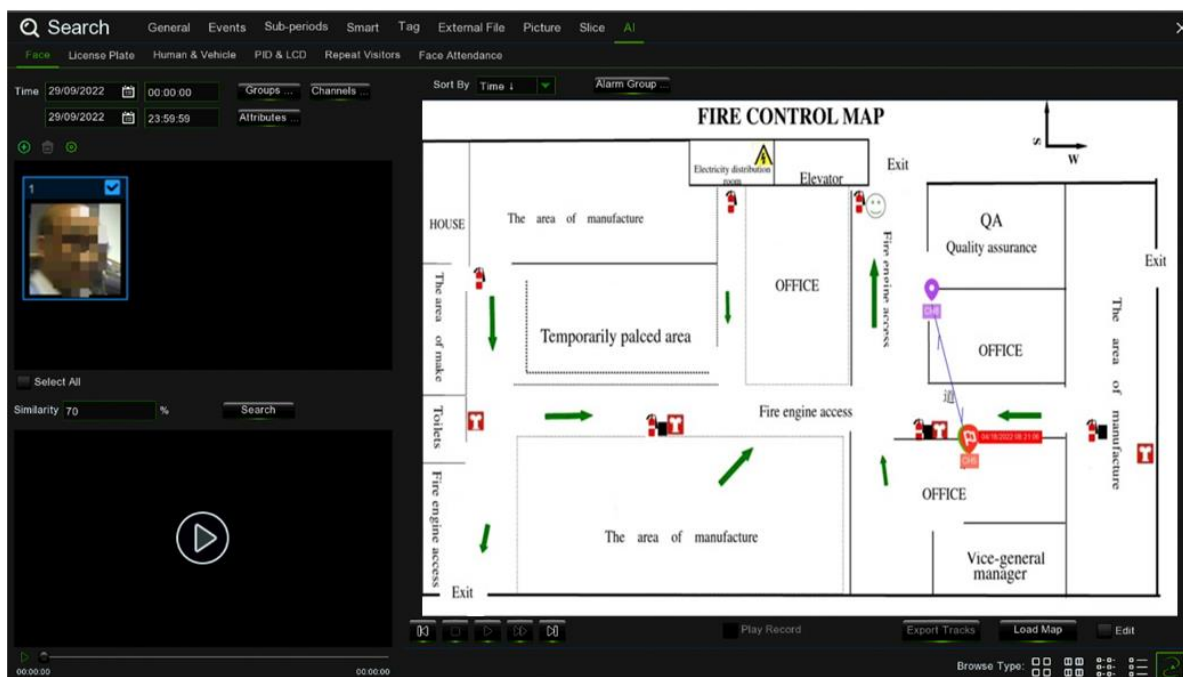 Search General Events Sub-periods Smart Tag External File Picture Slice AI
Face License Plate Human & Vehicle PID & LCD Repeat Visitors Face Attendance
Time 29/09/2022 00:00:00 Groups ... Channels ...
29/09/2022 23:59:59 Attributes ...
1
Select All
Similarity 70 % Search
00:00:00 00:00:00
Sort By Time ↓ Alarm Group ...
FIRE CONTROL MAP
S
W
Electricity distribution
room
Elevator
Exit
HOUSE
The area of manufacture
QA
Quality assurance
Exit
The area of make
Temporarily palced area
OFFICE
Fire engine access
OFFICE
The area of manufacture
道
Toilets
Fire engine access
Fire engine access
OFFICE
The area of manufacture
Vice-general
manager
Exit
Play Record Export Tracks Load Map Edit
Browse Type: